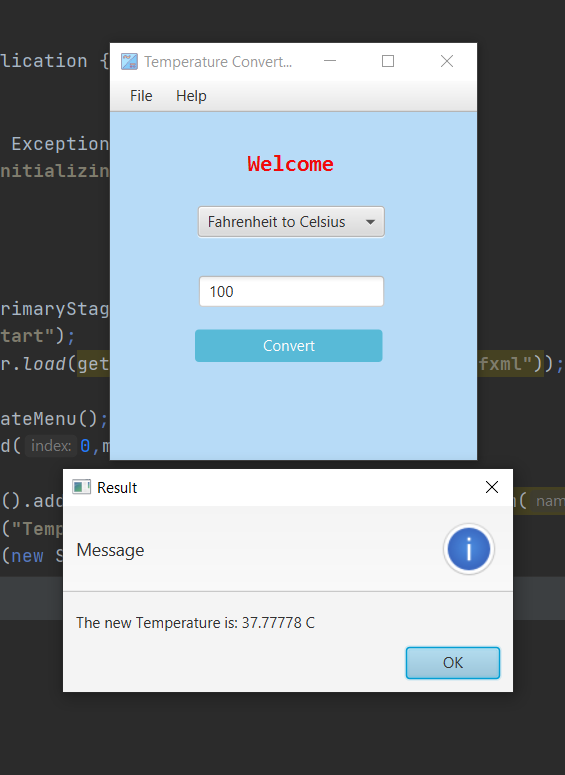 lication {
Temperature Convert...
File Help
Exception
Welcome
nitializin
Fahrenheit to Celsius
100
rimaryStag
tart");
Convert
r.load(get
fxml"));
ateMenu();
d( index: 0,m
Result
().add
( nam
("Temp
Message
(new S
The new Temperature is: 37.77778 C
OK